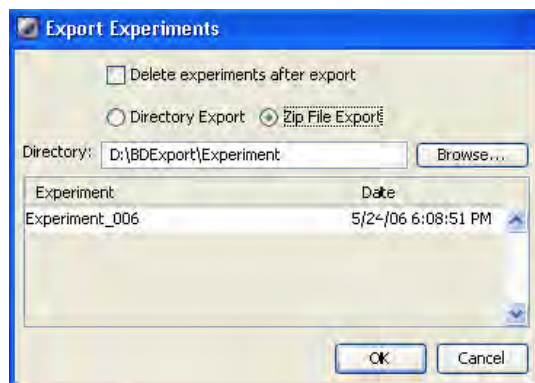 Export Experiments
Delete experiments after export
Directory Export Zip File Export
Directory: D:\BDExport\Experiment Browse...
Experiment Date
Experiment_006 5/24/06 6:08:51 PM
OK Cancel